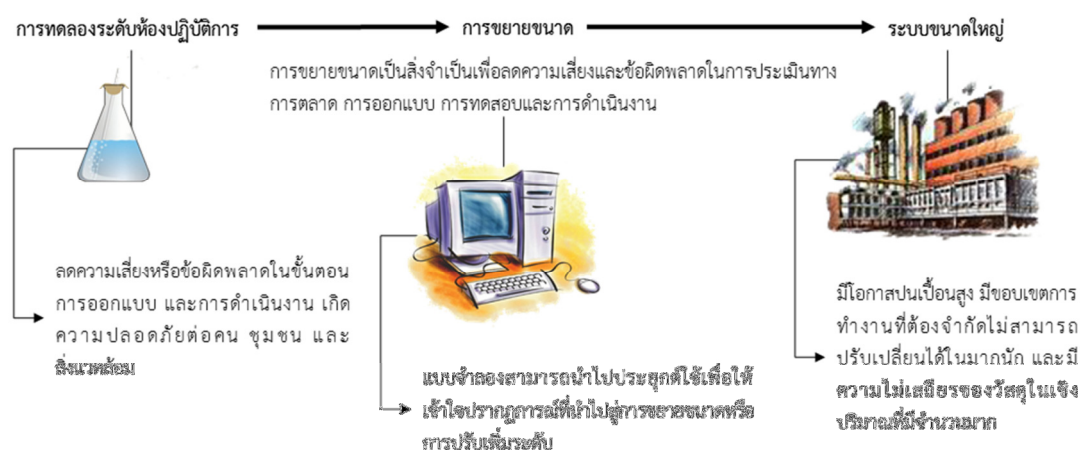 การทดลองระดับห้องปฏิบัติการ
การขยายขนาด
ระบบขนาดใหญ่
การขยายขนาดเป็นสิ่งจำเป็นเพื่อลดความเสี่ยงและข้อผิดพลาดในการประเมินทาง
การตลาด การออกแบบ การทดสอบและการดำเนินงาน
ลดความเสี่ยงหรือข้อผิดพลาดในขั้นตอน
การออกแบบ และการดำเนินงาน เกิด
ความปลอดภัยต่อคน ชุมชน และ
สิ่งแวดล้อม
แบบจำลองสามารถนำไปประยุกต์ใช้เพื่อให้
เข้าใจปรากฏการณ์ที่นำไปสู่การขยายขนาดหรือ
การปรับเพิ่มระดับ
มีโอกาสปนเปื้อนสูง มีขอบเขตการ
ทำงานที่ต้องจำกัดไม่สามารถ
ปรับเปลี่ยนได้ในมากนัก และมี
ความไม่เสถียรของวัสดุในเชิง
ปริมาณที่มีจำนวนมาก